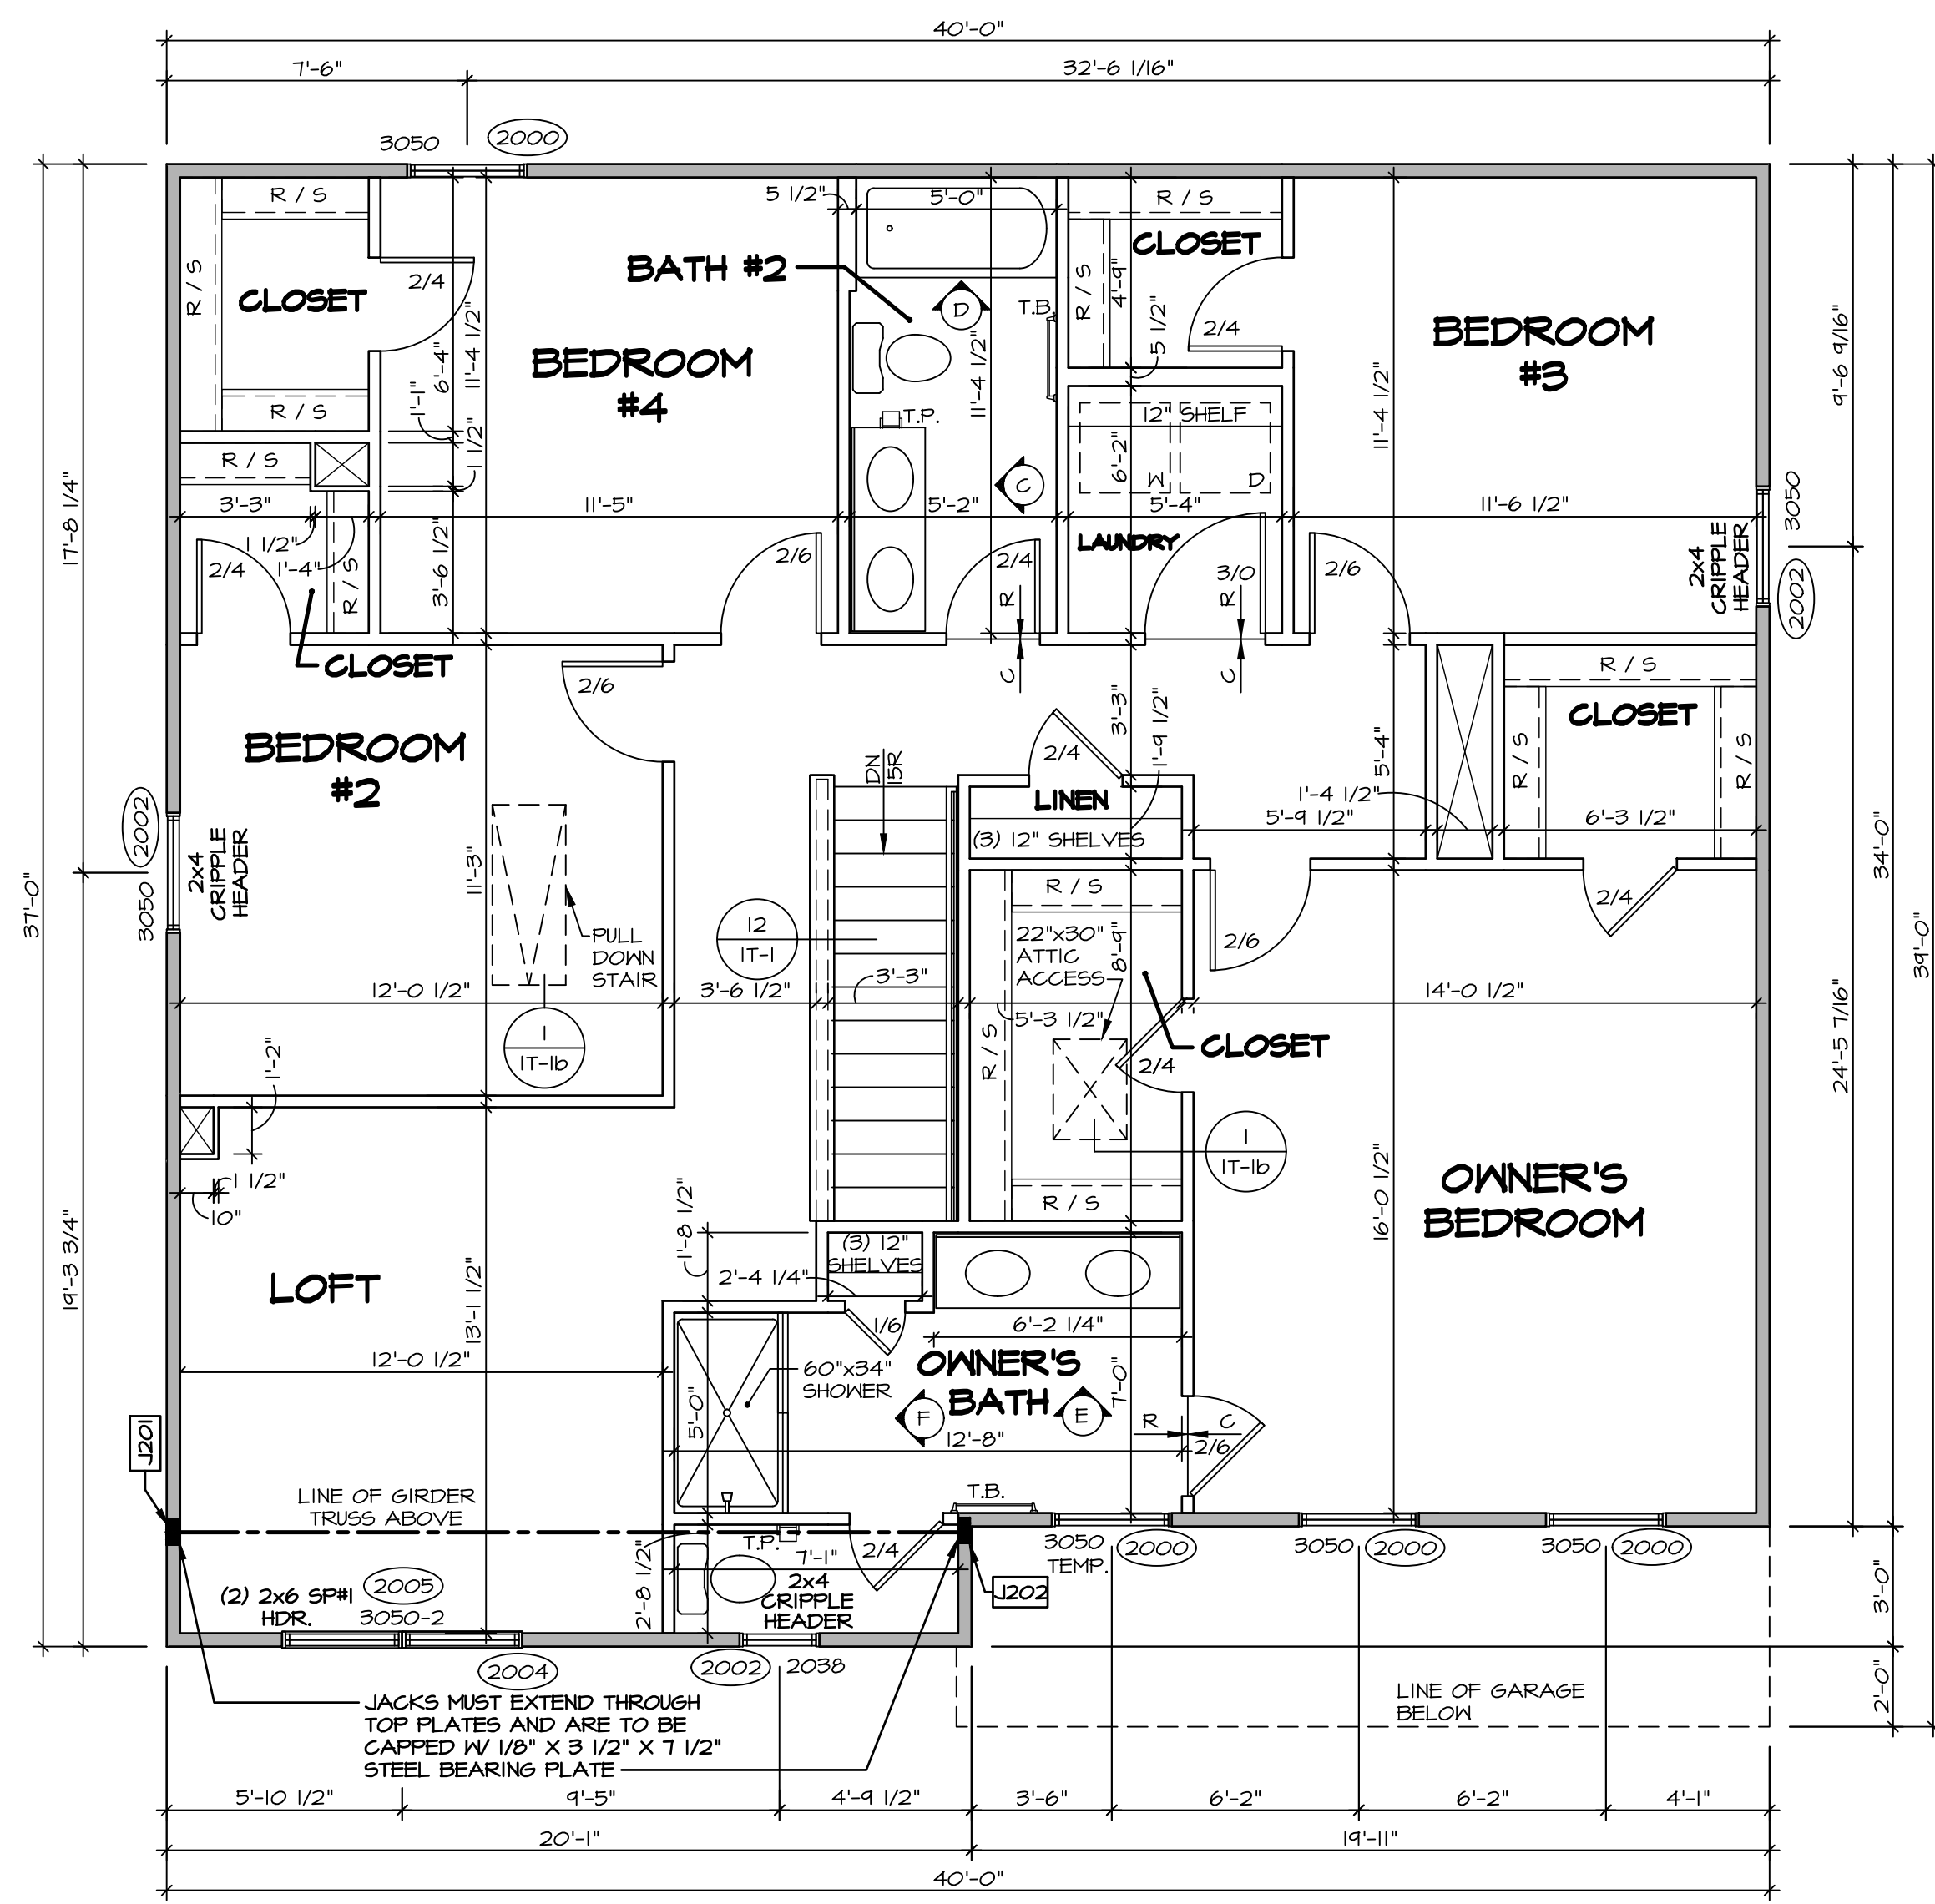 40'-0"
7'-6"
32'-6 1/16"
3050
2000
R / S
5 1/2"
5'-0"
R / S
CLOSET
BATH #2
R / S
CLOSET
2/4
D
T.B.
R / S
4'-9"
5 1/2"
2/4
BEDROOM
#3
BEDROOM
#4
11'-4 1/2"
6'-4"
1'-1"
1 1/2"
3'-6 1/2"
11'-4 1/2"
11'-4 1/2"
9'-6 9/16"
R / S
T.P.
12" SHELF
6'-2"
W
D
C
R / S
3'-3"
11'-5"
5'-2"
5'-4"
11'-6 1/2"
3050
2002
2x4
CRIPPLE
HEADER
17'-8 1/4"
1 1/2"
1'-4"
R / S
2/4
LAUNDRY
2/6
2/4
R
C
3/0
R
C
2/6
CLOSET
2/6
R / S
CLOSET
R / S
R / S
BEDROOM
#2
DN
15R
2/4
3'-3"
1'-9 1/2"
5'-4"
LINEN
(3) 12" SHELVES
1'-4 1/2"
5'-9 1/2"
6'-3 1/2"
2002
3050
2x4
CRIPPLE
HEADER
11'-3"
34'-0"
37'-0"
39'-0"
R / S
2/4
12
IT-1
22"x30"
ATTIC
ACCESS
8'-9"
2/6
PULL
DOWN
STAIR
3'-3"
12'-0 1/2"
3'-6 1/2"
5'-3 1/2"
14'-0 1/2"
1
IT-1b
R / S
CLOSET
2/4
24'-5 7/16"
1'-2"
1 1/2"
10"
1
IT-1b
16'-0 1/2"
OWNER'S
BEDROOM
R / S
19'-3 3/4"
1'-8 1/2"
(3) 12"
SHELVES
2'-4 1/4"
LOFT
13'-1 1/2"
1/6
6'-2 1/4"
12'-0 1/2"
60"x34"
SHOWER
OWNER'S
BATH
7'-0"
5'-0"
F
E
R
C
2/6
12'-8"
J201
LINE OF GIRDER
TRUSS ABOVE
T.B.
T.P.
7'-1"
2/4
2'-8 1/2"
3050
TEMP.
2000
3050
2000
3050
2000
2x4
CRIPPLE
HEADER
J202
(2) 2x6 SP#1
HDR.
2005
3050-2
3'-0"
2004
2002
2038
2'-0"
JACKS MUST EXTEND THROUGH
TOP PLATES AND ARE TO BE
CAPPED W/ 1/8" X 3 1/2" X 7 1/2"
STEEL BEARING PLATE
LINE OF GARAGE
BELOW
5'-10 1/2"
9'-5"
4'-9 1/2"
3'-6"
6'-2"
6'-2"
4'-1"
20'-1"
19'-11"
40'-0"